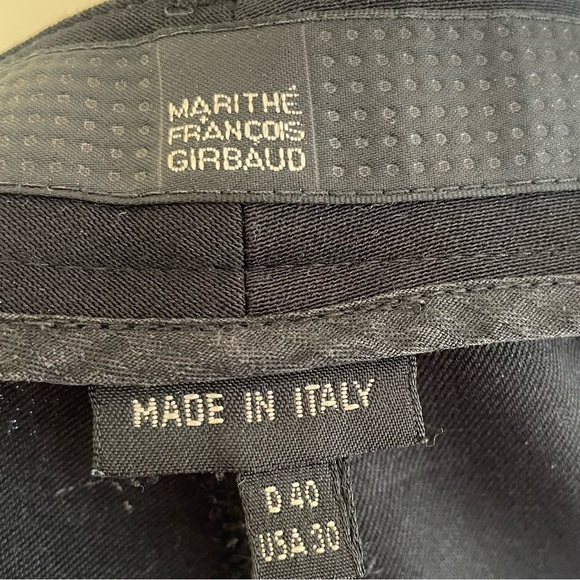 MARITHÉ
FRANÇOIS
GIRBAUD
MADE IN ITALY
D 40
USA 30